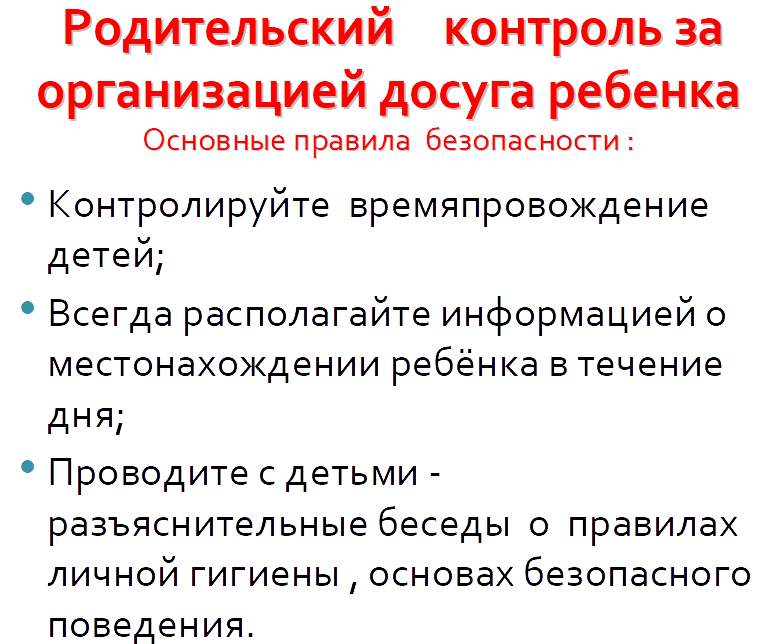 Родительский контроль за
организацией досуга ребенка
Основные правила безопасности :
• Контролируйте времяпровождение
детей;
• Всегда располагайте информацией о
местонахождении ребёнка в течение
дня;
• Проводите с детьми -
разъяснительные беседы о правилах
личной гигиены , основах безопасного
поведения.